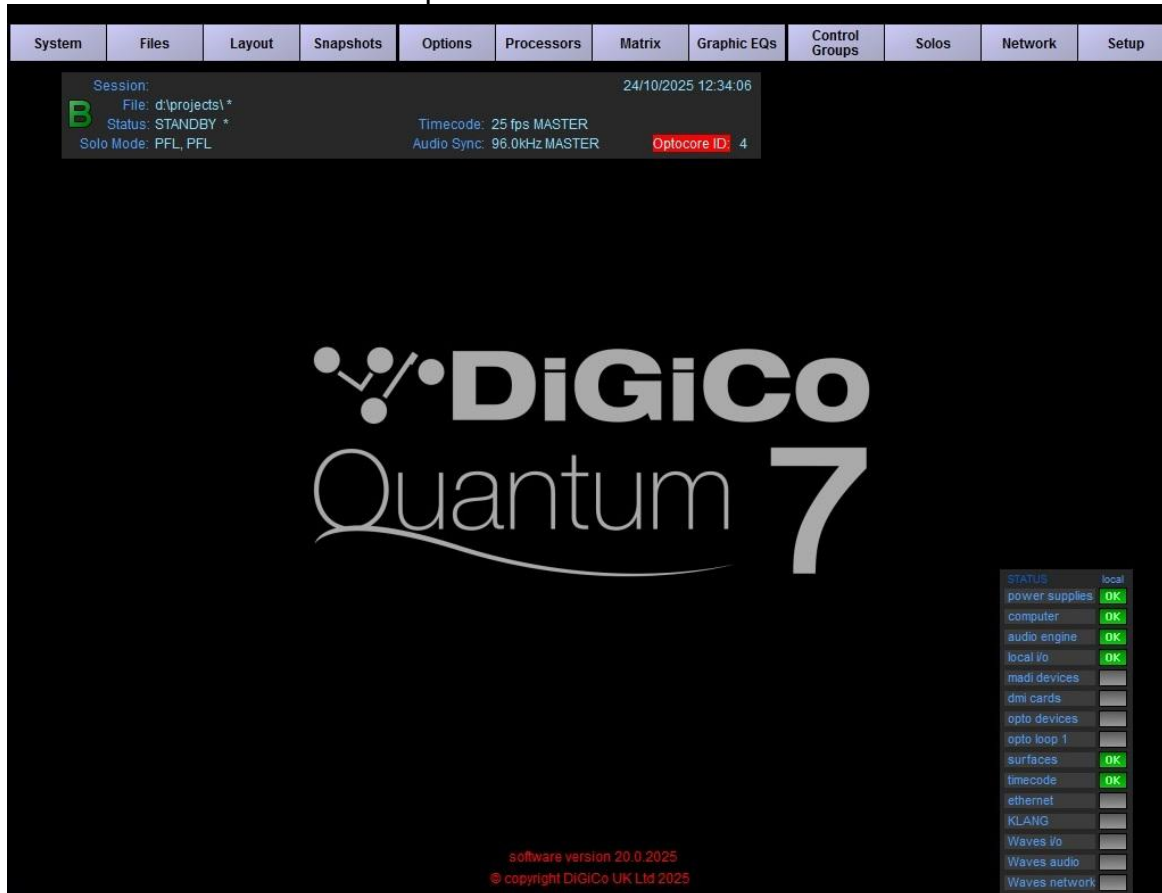 System Files Layout Snapshots Options Processors Matrix Graphic EQs Control Groups Solos Network Setup
Session: 24/10/2025 12:34:06
B
File: d:\projects\ *
Status: STANDBY * Timecode: 25 fps MASTER
Solo Mode: PFL, PFL Audio Sync: 96.0kHz MASTER Optocore ID: 4
DiGiCo
Quantum 7
STATUS local
power supplies OK
computer OK
audio engine OK
local i/o OK
madi devices
dmi cards
opto devices
opto loop 1
surfaces OK
timecode OK
ethernet
KLANG
Waves i/o
Waves audio
Waves network
software version 20.0.2025
© copyright DiGiCo UK Ltd 2025